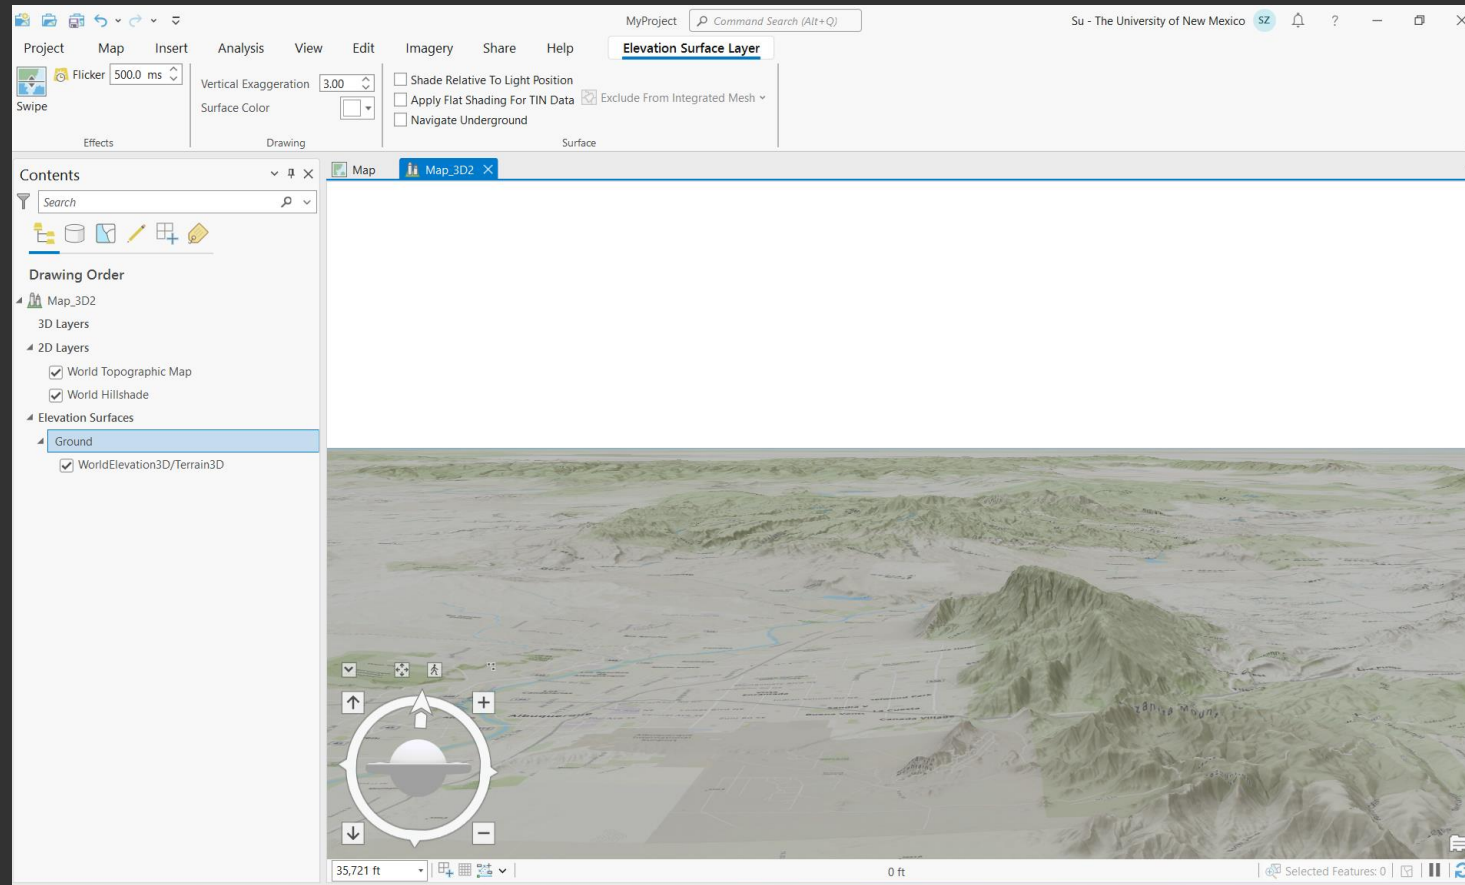 MyProject
Command Search (Alt+Q)
Su - The University of New Mexico
SZ
?
Project Map Insert Analysis View Edit Imagery Share Help Elevation Surface Layer
Swipe
Flicker 500.0 ms
Effects
Vertical Exaggeration 3.00
Surface Color
Drawing
Shade Relative To Light Position
Apply Flat Shading For TIN Data
Navigate Underground
Exclude From Integrated Mesh
Surface
Contents
Search
Drawing Order
Map_3D2
3D Layers
2D Layers
World Topographic Map
World Hillshade
Elevation Surfaces
Ground
WorldElevation3D/Terrain3D
Map
Map_3D2
35,721 ft
0 ft
Selected Features: 0